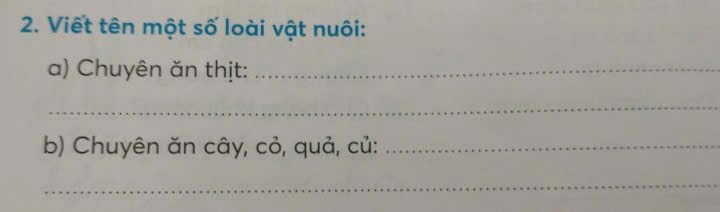 2. Viết tên một số loài vật nuôi:
a) Chuyên ăn thịt: ..............................
..............................
b) Chuyên ăn cây, cỏ, quả, củ: ..............................
..............................